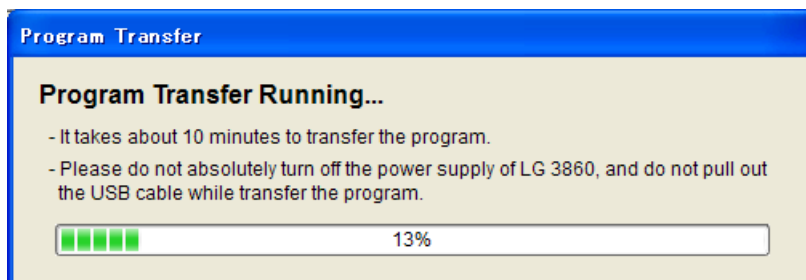 Program Transfer
Program Transfer Running...
- It takes about 10 minutes to transfer the program.
- Please do not absolutely turn off the power supply of LG 3860, and do not pull out
the USB cable while transfer the program.
13%